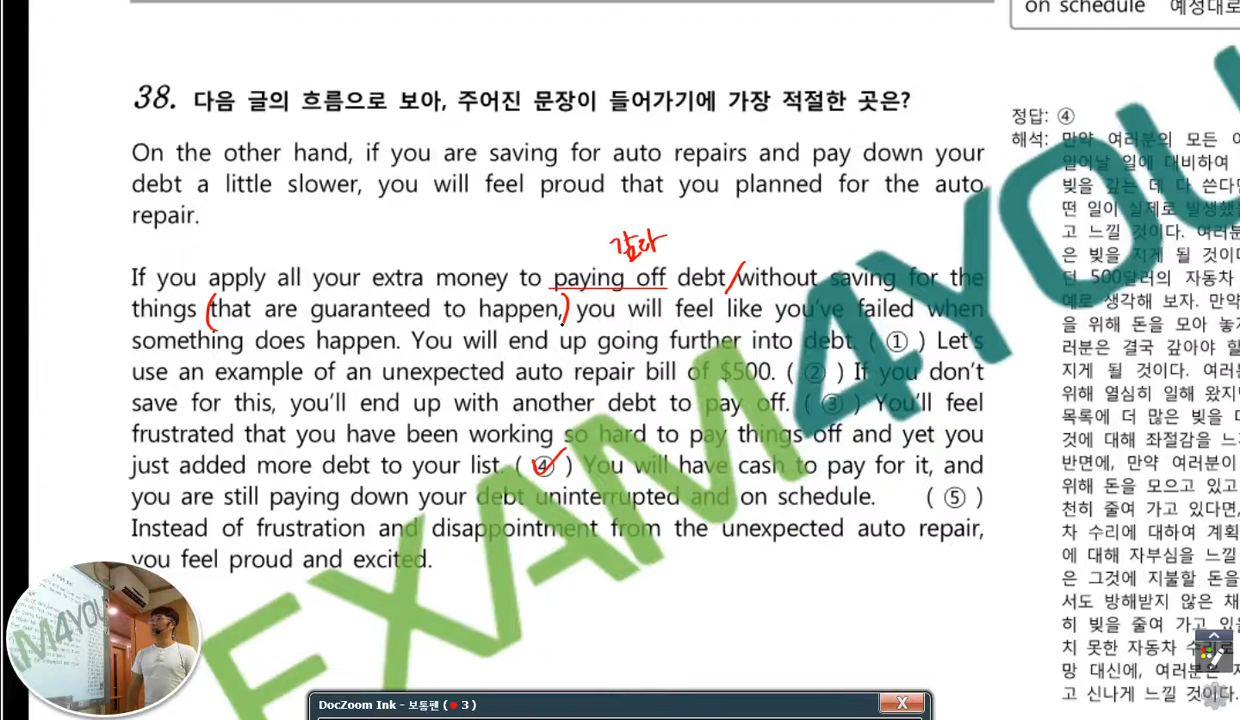 on schedule 예정대로
38. 다음 글의 흐름으로 보아, 주어진 문장이 들어가기에 가장 적절한 곳은?
On the other hand, if you are saving for auto repairs and pay down your
debt a little slower, you will feel proud that you planned for the auto
repair.
갚다
If you apply all your extra money to paying off debt without saving for the
things that are guaranteed to happen, you will feel like you've failed when
something does happen. You will end up going further into debt. ( ① ) Let's
use an example of an unexpected auto repair bill of $500. ( ② ) If you don't
save for this, you'll end up with another debt to pay off. ( ③ ) You'll feel
frustrated that you have been working so hard to pay things off and yet you
just added more debt to your list. ( ④ ) You will have cash to pay for it, and
you are still paying down your debt uninterrupted and on schedule. ( ⑤ )
Instead of frustration and disappointment from the unexpected auto repair,
you feel proud and excited.
정답: ④
해석: 만약 여러분의 모든 여
일어날 일에 대비하여
빚을 갚는 데 다 쓴다면
떤 일이 실제로 발생했을
고 느낄 것이다. 여러분
은 빚을 지게 될 것이다
던 500달러의 자동차
예로 생각해 보자. 만약
을 위해 돈을 모아 놓지
러분은 결국 갚아야 할
지게 될 것이다. 여러분
위해 열심히 일해 왔지만
목록에 더 많은 빚을 더
것에 대해 좌절감을 느끼
반면에, 만약 여러분이
위해 돈을 모으고 있고
천히 줄여 가고 있다면,
차 수리에 대하여 계획
에 대해 자부심을 느낄
은 그것에 지불할 돈을
서도 방해받지 않은 채
히 빚을 줄여 가고 있을
치 못한 자동차 수리로
망 대신에, 여러분은 자
고 신나게 느낄 것이다.
EXAM4YOU
DocZoom Ink - 보통펜 ( 3 )